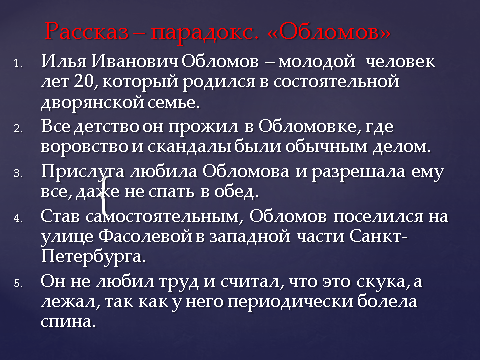 Рассказ – парадокс. «Обломов»
1. Илья Иванович Обломов – молодой человек
лет 20, который родился в состоятельной
дворянской семье.
2. Все детство он прожил в Обломовке, где
воровство и скандалы были обычным делом.
3. Прислуга любила Обломова и разрешала ему
все, даже не спать в обед.
4. Став самостоятельным, Обломов поселился на
улице Фасолевой в западной части Санкт-
Петербурга.
5. Он не любил труд и считал, что это скука, а
лежал, так как у него периодически болела
спина.